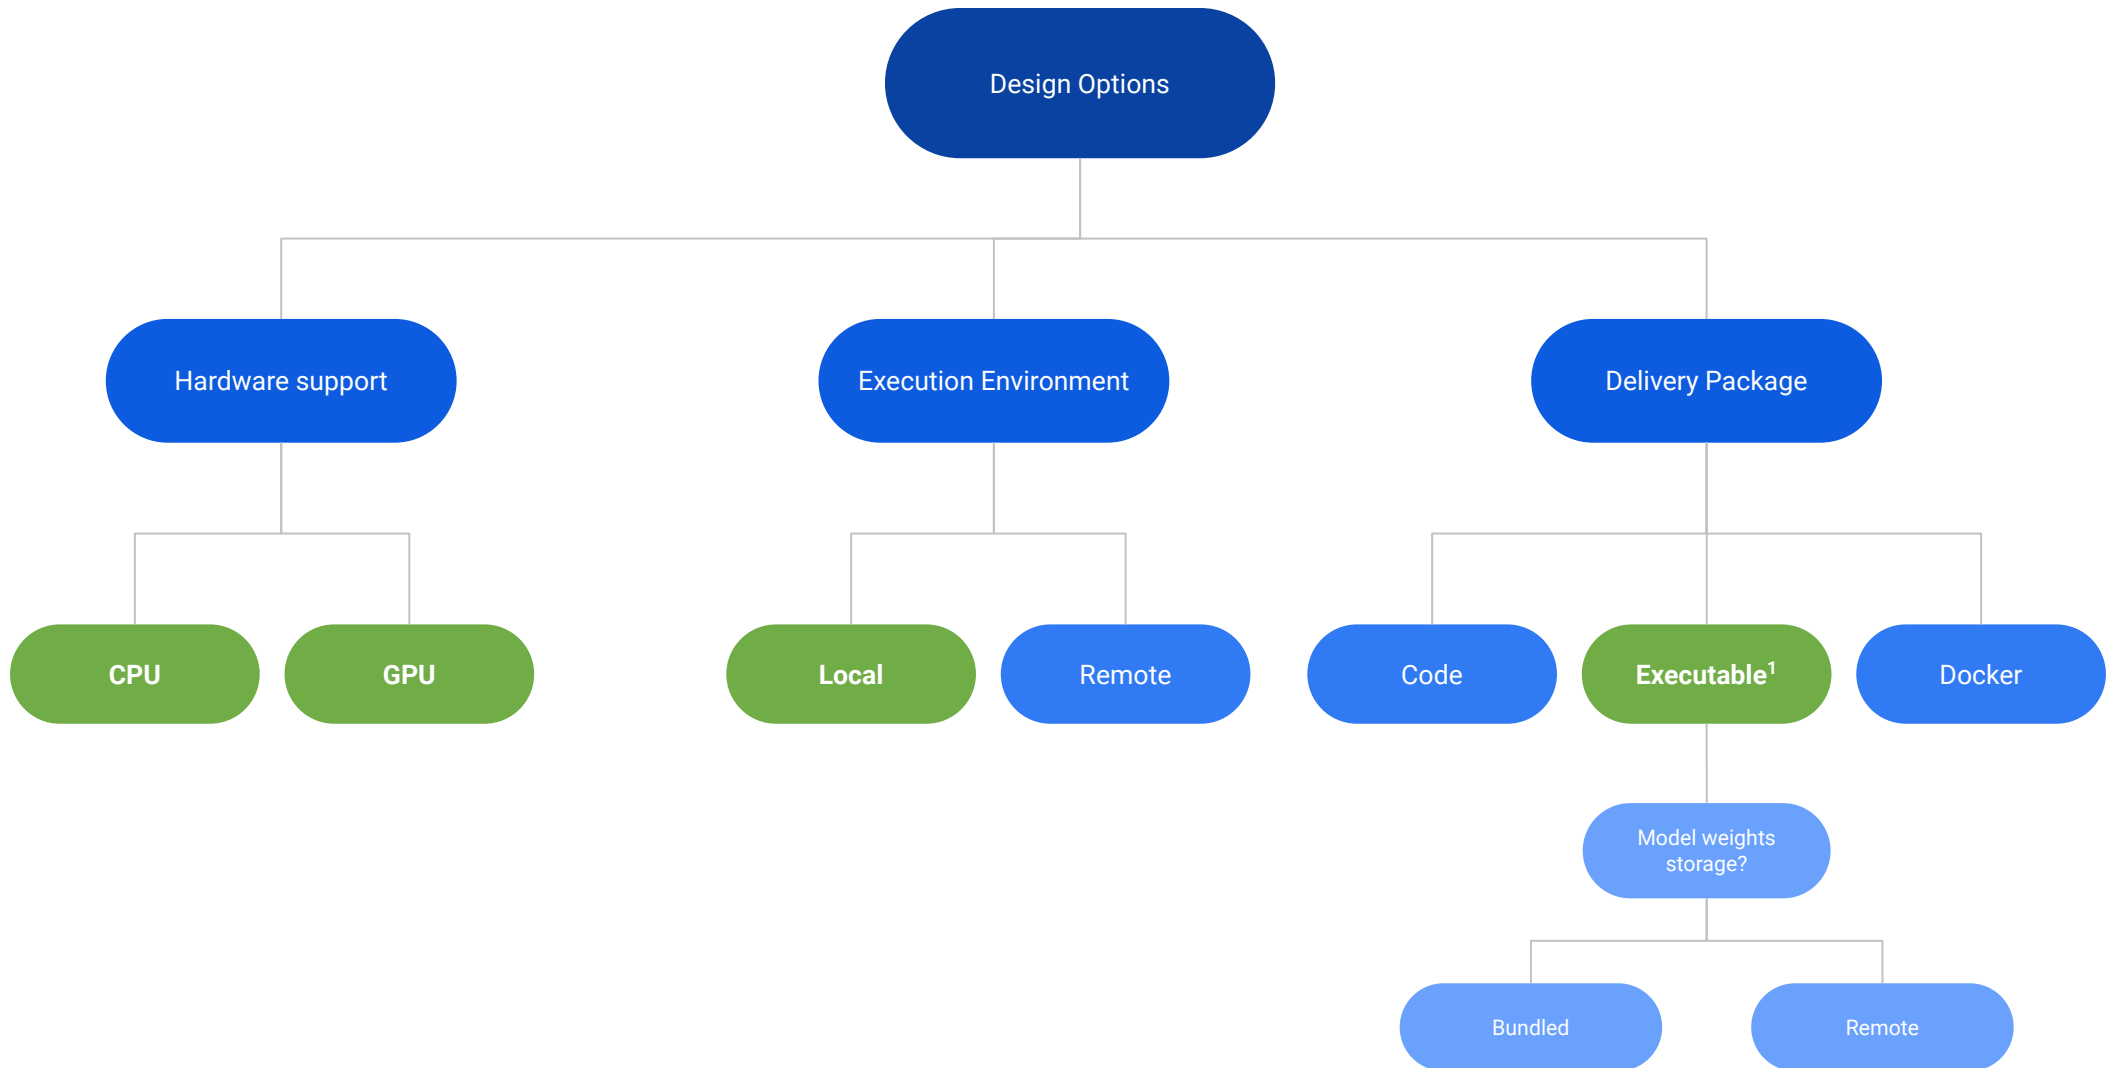 Design Options
Hardware support
Execution Environment
Delivery Package
CPU
GPU
Local
Remote
Code
Executable¹
Docker
Model weights
storage?
Bundled
Remote